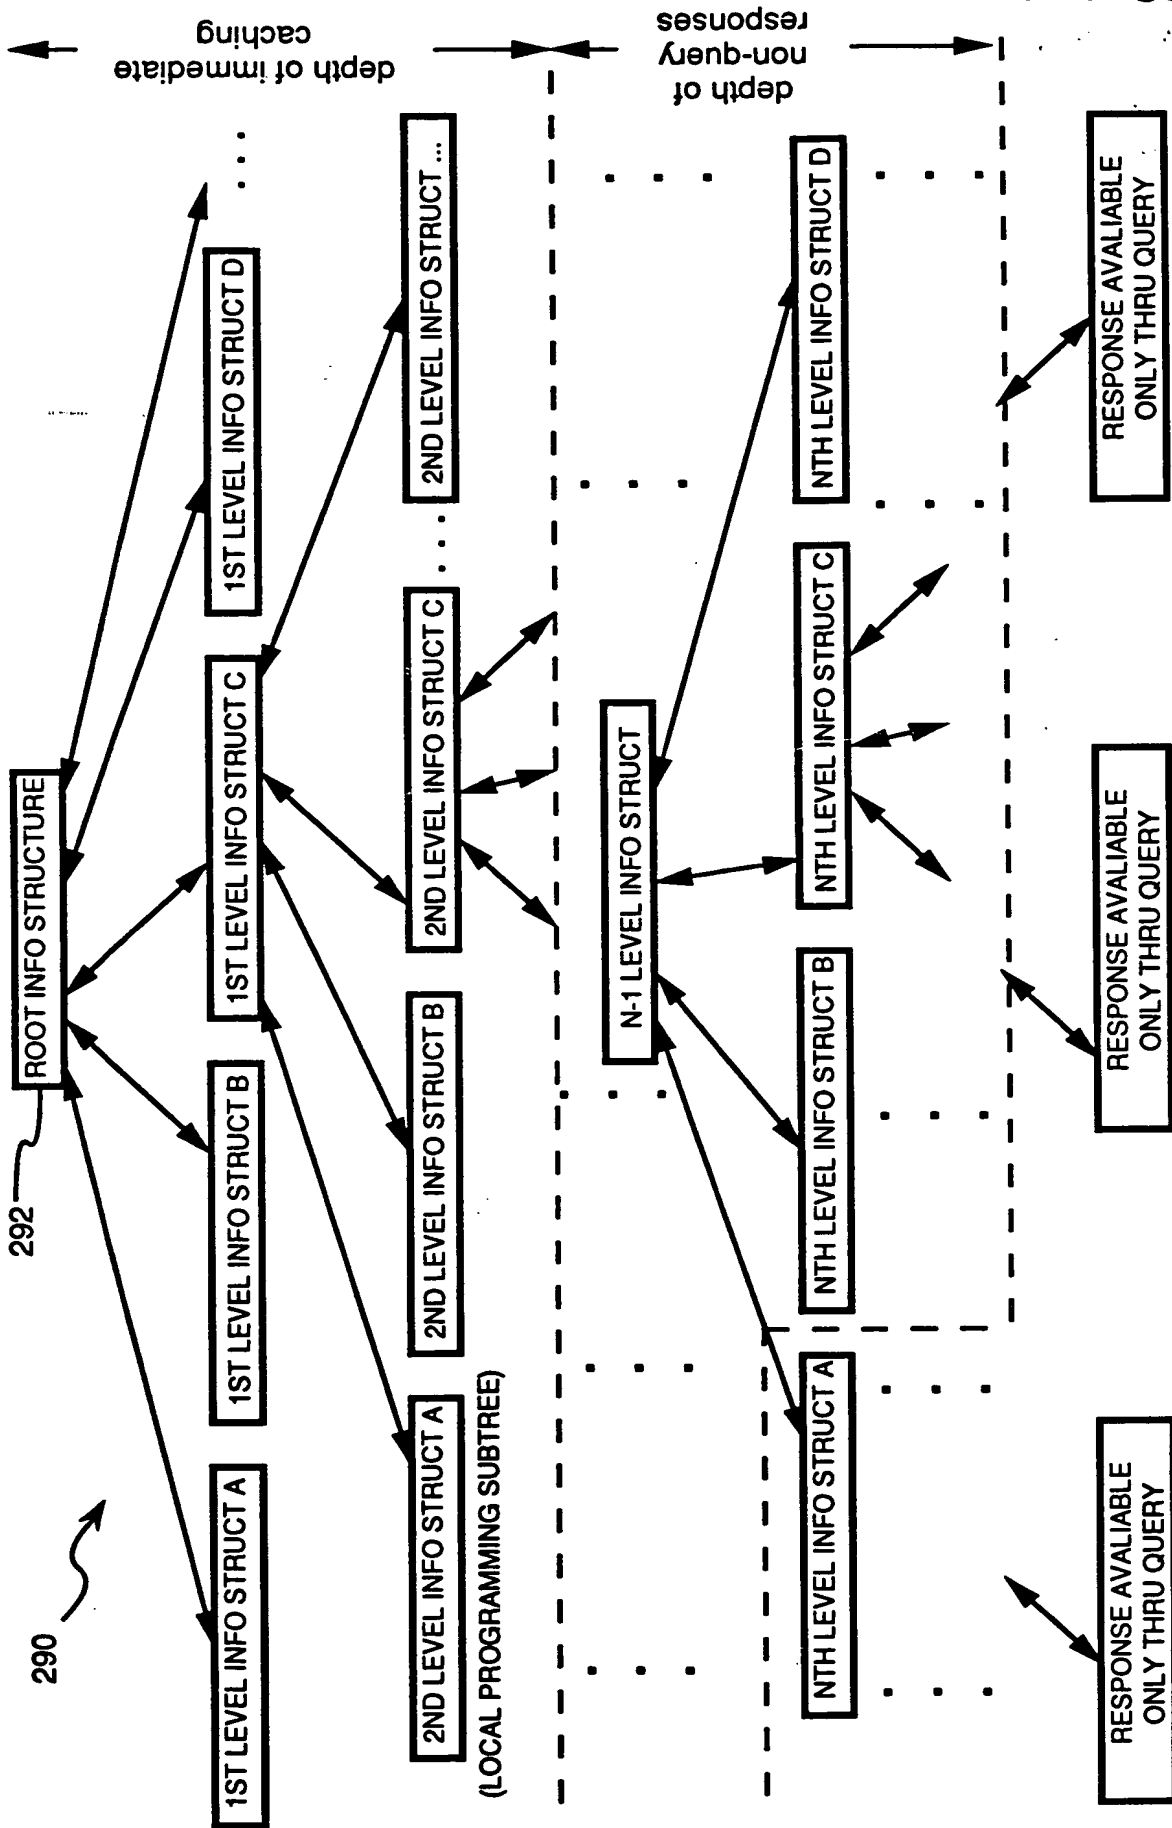 290
292
ROOT INFO STRUCTURE
1ST LEVEL INFO STRUCT A
1ST LEVEL INFO STRUCT B
1ST LEVEL INFO STRUCT C
1ST LEVEL INFO STRUCT D
. . .
depth of immediate
caching
2ND LEVEL INFO STRUCT A
(LOCAL PROGRAMMING SUBTREE)
2ND LEVEL INFO STRUCT B
2ND LEVEL INFO STRUCT C
. . .
2ND LEVEL INFO STRUCT ...
N-1 LEVEL INFO STRUCT
depth of
non-query
responses
NTH LEVEL INFO STRUCT A
NTH LEVEL INFO STRUCT B
NTH LEVEL INFO STRUCT C
NTH LEVEL INFO STRUCT D
RESPONSE AVALIABLE
ONLY THRU QUERY
RESPONSE AVALIABLE
ONLY THRU QUERY
RESPONSE AVALIABLE
ONLY THRU QUERY